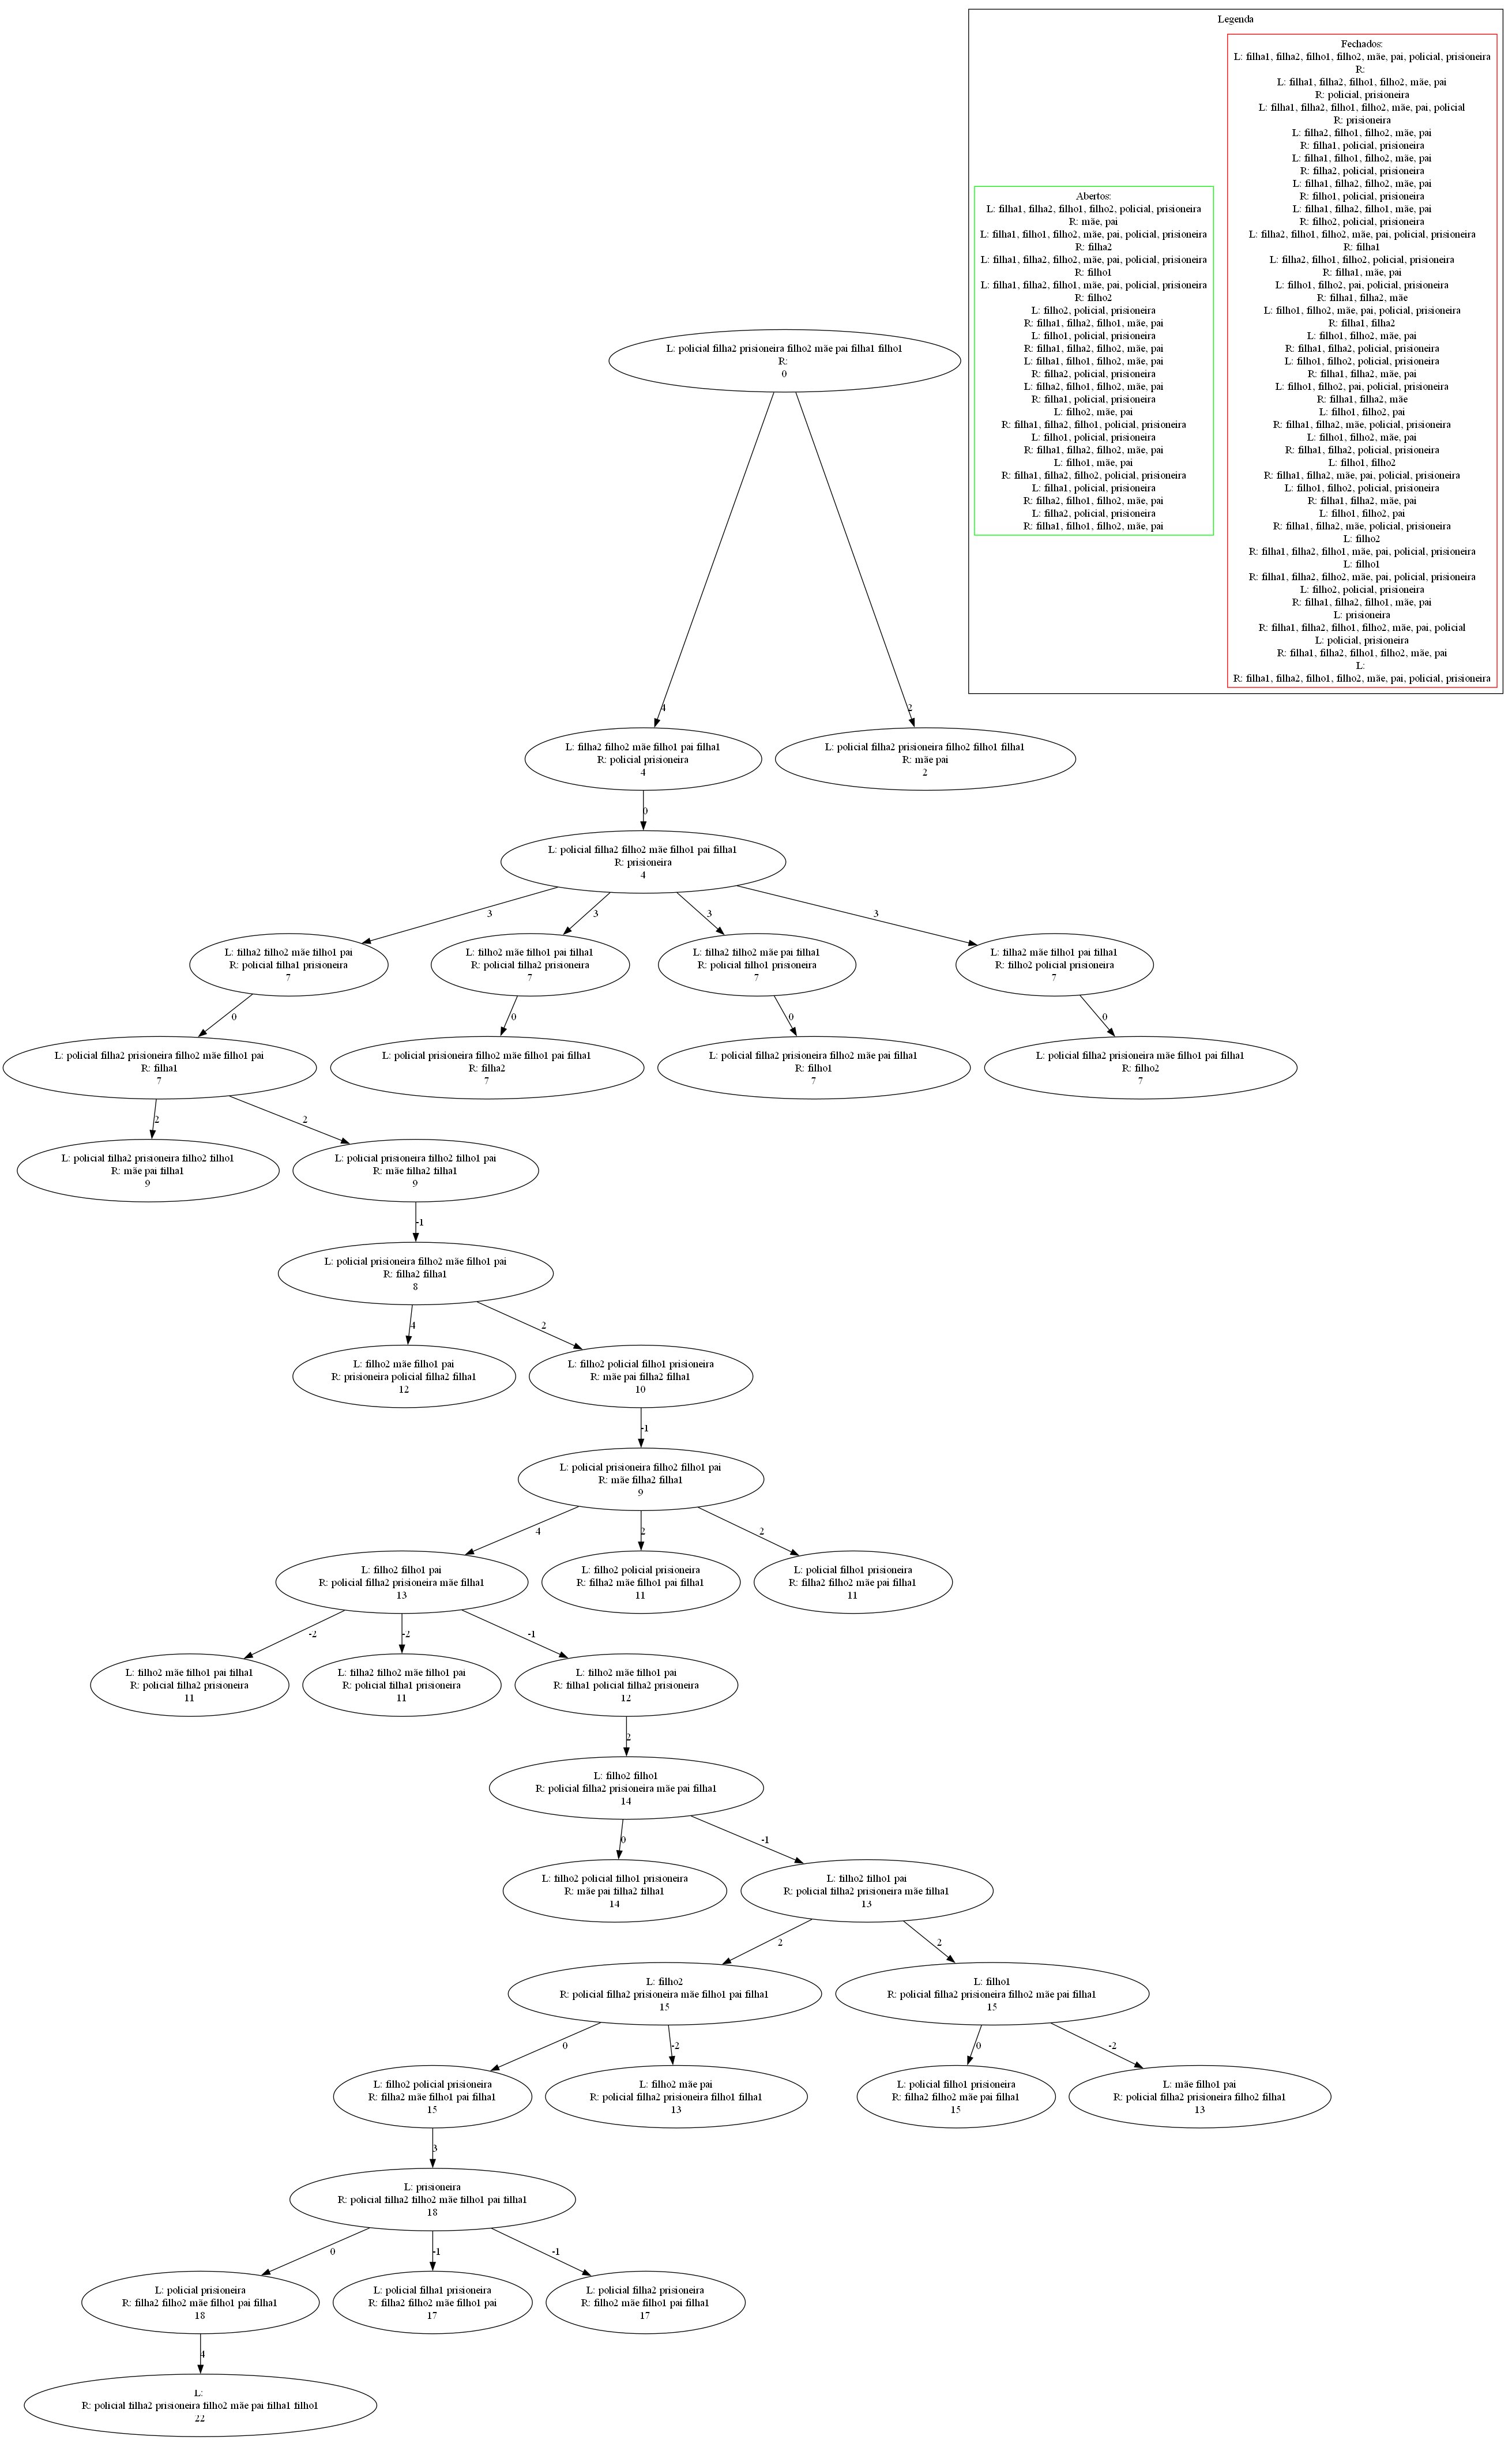 Legenda
Fechados:
L: filha1, filha2, filho1, filho2, mãe, pai, policial, prisioneira
R:
L: filha1, filha2, filho1, filho2, mãe, pai
R: policial, prisioneira
L: filha1, filha2, filho1, filho2, mãe, pai, policial
R: prisioneira
L: filha2, filho1, filho2, mãe, pai
R: filha1, policial, prisioneira
L: filha1, filho1, filho2, mãe, pai
R: filha2, policial, prisioneira
L: filha1, filha2, filho2, mãe, pai
R: filho1, policial, prisioneira
L: filha1, filha2, filho1, mãe, pai
R: filho2, policial, prisioneira
L: filha2, filho1, filho2, mãe, pai, policial, prisioneira
R: filha1
L: filha2, filho1, filho2, policial, prisioneira
R: filha1, mãe, pai
L: filho1, filho2, pai, policial, prisioneira
R: filha1, filha2, mãe
L: filho1, filho2, mãe, pai, policial, prisioneira
R: filha1, filha2
L: filho1, filho2, mãe, pai
R: filha1, filha2, policial, prisioneira
L: filho1, filho2, policial, prisioneira
R: filha1, filha2, mãe, pai
L: filho1, filho2, pai, policial, prisioneira
R: filha1, filha2, mãe
L: filho1, filho2, pai
R: filha1, filha2, mãe, policial, prisioneira
L: filho1, filho2, mãe, pai
R: filha1, filha2, policial, prisioneira
L: filho1, filho2
R: filha1, filha2, mãe, pai, policial, prisioneira
L: filho1, filho2, policial, prisioneira
R: filha1, filha2, mãe, pai
L: filho1, filho2, pai
R: filha1, filha2, mãe, policial, prisioneira
L: filho2
R: filha1, filha2, filho1, mãe, pai, policial, prisioneira
L: filho1
R: filha1, filha2, filho2, mãe, pai, policial, prisioneira
L: filho2, policial, prisioneira
R: filha1, filha2, filho1, mãe, pai
L: prisioneira
R: filha1, filha2, filho1, filho2, mãe, pai, policial
L: policial, prisioneira
R: filha1, filha2, filho1, filho2, mãe, pai
L:
R: filha1, filha2, filho1, filho2, mãe, pai, policial, prisioneira
Abertos:
L: filha1, filha2, filho1, filho2, policial, prisioneira
R: mãe, pai
L: filha1, filho1, filho2, mãe, pai, policial, prisioneira
R: filha2
L: filha1, filha2, filho2, mãe, pai, policial, prisioneira
R: filho1
L: filha1, filha2, filho1, mãe, pai, policial, prisioneira
R: filho2
L: filho2, policial, prisioneira
R: filha1, filha2, filho1, mãe, pai
L: filho1, policial, prisioneira
R: filha1, filha2, filho2, mãe, pai
L: filha1, filho1, filho2, mãe, pai
R: filha2, policial, prisioneira
L: filha2, filho1, filho2, mãe, pai
R: filha1, policial, prisioneira
L: filho2, mãe, pai
R: filha1, filha2, filho1, policial, prisioneira
L: filho1, policial, prisioneira
R: filha1, filha2, filho2, mãe, pai
L: filho1, mãe, pai
R: filha1, filha2, filho2, policial, prisioneira
L: filha1, policial, prisioneira
R: filha2, filho1, filho2, mãe, pai
L: filha2, policial, prisioneira
R: filha1, filho1, filho2, mãe, pai
L: policial filha2 prisioneira filho2 mãe pai filha1 filho1
R:
0
4
2
L: filha2 filho2 mãe filho1 pai filha1
R: policial prisioneira
4
L: policial filha2 prisioneira filho2 filho1 filha1
R: mãe pai
2
0
L: policial filha2 filho2 mãe filho1 pai filha1
R: prisioneira
4
3
3
3
3
L: filha2 filho2 mãe filho1 pai
R: policial filha1 prisioneira
7
L: filho2 mãe filho1 pai filha1
R: policial filha2 prisioneira
7
L: filha2 filho2 mãe pai filha1
R: policial filho1 prisioneira
7
L: filha2 mãe filho1 pai filha1
R: filho2 policial prisioneira
7
0
0
0
0
L: policial filha2 prisioneira filho2 mãe filho1 pai
R: filha1
7
L: policial prisioneira filho2 mãe filho1 pai filha1
R: filha2
7
L: policial filha2 prisioneira filho2 mãe pai filha1
R: filho1
7
L: policial filha2 prisioneira mãe filho1 pai filha1
R: filho2
7
2
2
L: policial filha2 prisioneira filho2 filho1
R: mãe pai filha1
9
L: policial prisioneira filho2 filho1 pai
R: mãe filha2 filha1
9
-1
L: policial prisioneira filho2 mãe filho1 pai
R: filha2 filha1
8
4
2
L: filho2 mãe filho1 pai
R: prisioneira policial filha2 filha1
12
L: filho2 policial filho1 prisioneira
R: mãe pai filha2 filha1
10
-1
L: policial prisioneira filho2 filho1 pai
R: mãe filha2 filha1
9
4
2
2
L: filho2 filho1 pai
R: policial filha2 prisioneira mãe filha1
13
L: filho2 policial prisioneira
R: filha2 mãe filho1 pai filha1
11
L: policial filho1 prisioneira
R: filha2 filho2 mãe pai filha1
11
-2
-2
-1
L: filho2 mãe filho1 pai filha1
R: policial filha2 prisioneira
11
L: filha2 filho2 mãe filho1 pai
R: policial filha1 prisioneira
11
L: filho2 mãe filho1 pai
R: filha1 policial filha2 prisioneira
12
2
L: filho2 filho1
R: policial filha2 prisioneira mãe pai filha1
14
0
-1
L: filho2 policial filho1 prisioneira
R: mãe pai filha2 filha1
14
L: filho2 filho1 pai
R: policial filha2 prisioneira mãe filha1
13
2
2
L: filho2
R: policial filha2 prisioneira mãe filho1 pai filha1
15
L: filho1
R: policial filha2 prisioneira filho2 mãe pai filha1
15
0
-2
0
-2
L: filho2 policial prisioneira
R: filha2 mãe filho1 pai filha1
15
L: filho2 mãe pai
R: policial filha2 prisioneira filho1 filha1
13
L: policial filho1 prisioneira
R: filha2 filho2 mãe pai filha1
15
L: mãe filho1 pai
R: policial filha2 prisioneira filho2 filha1
13
3
L: prisioneira
R: policial filha2 filho2 mãe filho1 pai filha1
18
0
-1
-1
L: policial prisioneira
R: filha2 filho2 mãe filho1 pai filha1
18
L: policial filha1 prisioneira
R: filha2 filho2 mãe filho1 pai
17
L: policial filha2 prisioneira
R: filho2 mãe filho1 pai filha1
17
4
L:
R: policial filha2 prisioneira filho2 mãe pai filha1 filho1
22